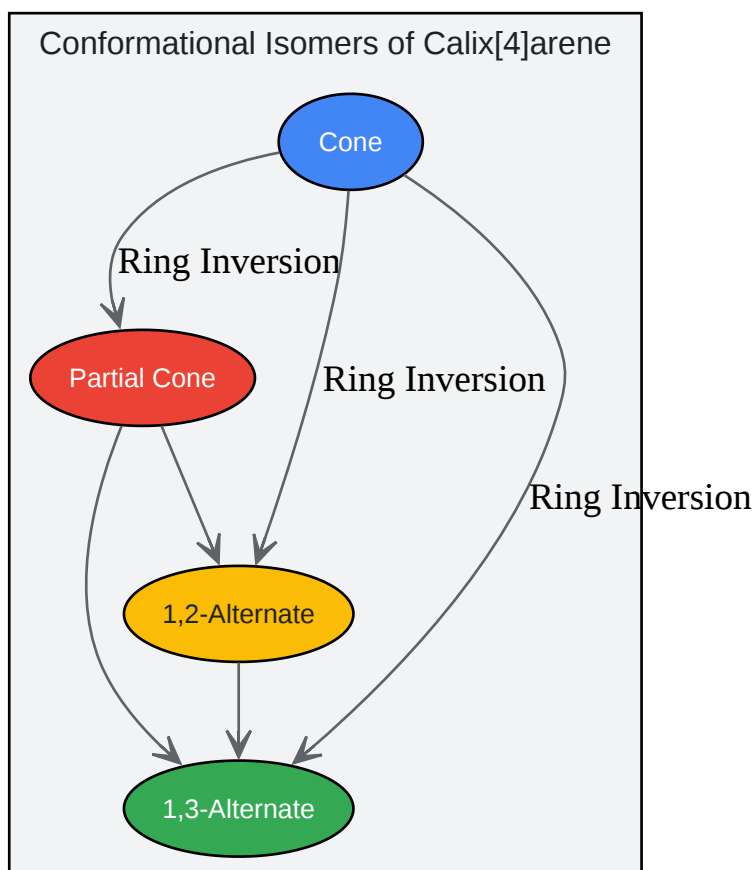 Conformational Isomers of Calix[4]arene
Cone
Ring Inversion
Partial Cone
Ring Inversion
Ring Inversion
1,2-Alternate
1,3-Alternate